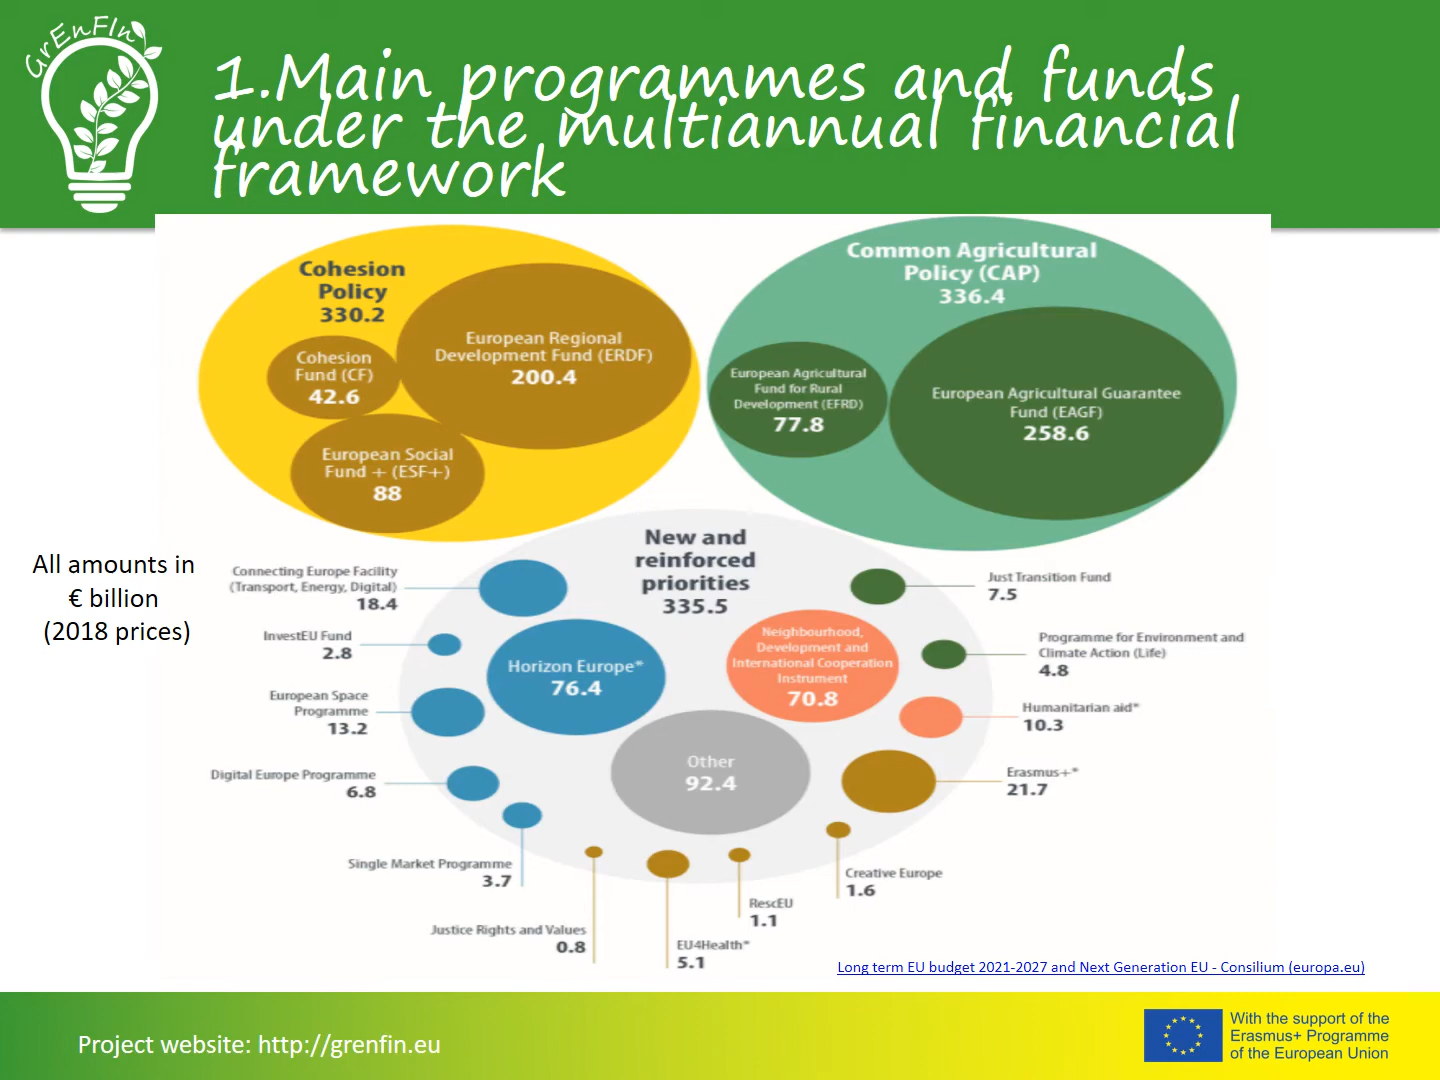 GrEnFIn
1.Main programmes and funds
under the multiannual financial
framework
Cohesion
Policy
330.2
Cohesion
Fund (CF)
42.6
European Regional
Development Fund (ERDF)
200.4
European Social
Fund + (ESF+)
88
Common Agricultural
Policy (CAP)
336.4
European Agricultural
Fund for Rural
Development (EFRD)
77.8
European Agricultural Guarantee
Fund (EAGF)
258.6
All amounts in
€ billion
(2018 prices)
New and
reinforced
priorities
335.5
Connecting Europe Facility
(Transport, Energy, Digital)
18.4
InvestEU Fund
2.8
European Space
Programme
13.2
Digital Europe Programme
6.8
Single Market Programme
3.7
Horizon Europe*
76.4
Neighbourhood,
Development and
International Cooperation
Instrument
70.8
Other
92.4
Just Transition Fund
7.5
Programme for Environment and
Climate Action (Life)
4.8
Humanitarian aid*
10.3
Erasmus+*
21.7
Creative Europe
1.6
RescEU
1.1
Justice Rights and Values
0.8
EU4Health*
5.1
Long term EU budget 2021-2027 and Next Generation EU - Consilium (europa.eu)
Project website: http://grenfin.eu
With the support of the
Erasmus+ Programme
of the European Union